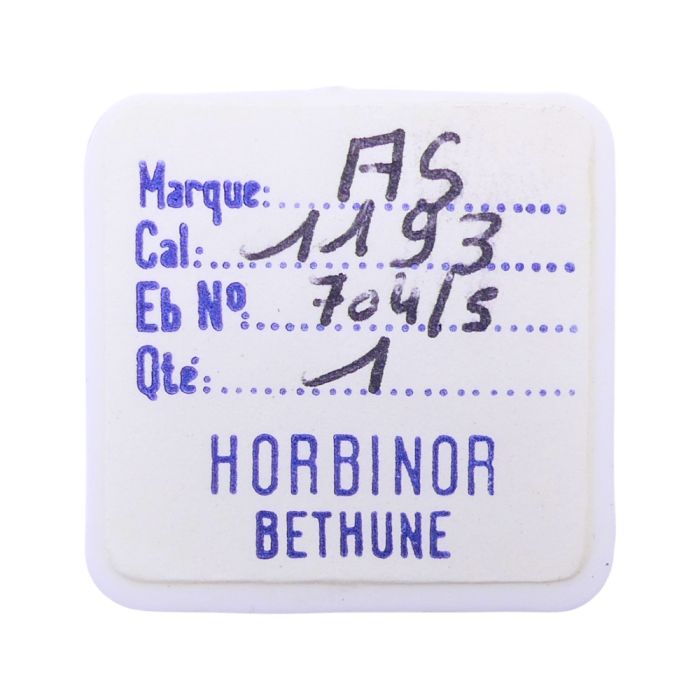 Marque: AS
Cal: 1193
Eb Nº 704/5
Qté: 1
HORBINOR
BETHUNE